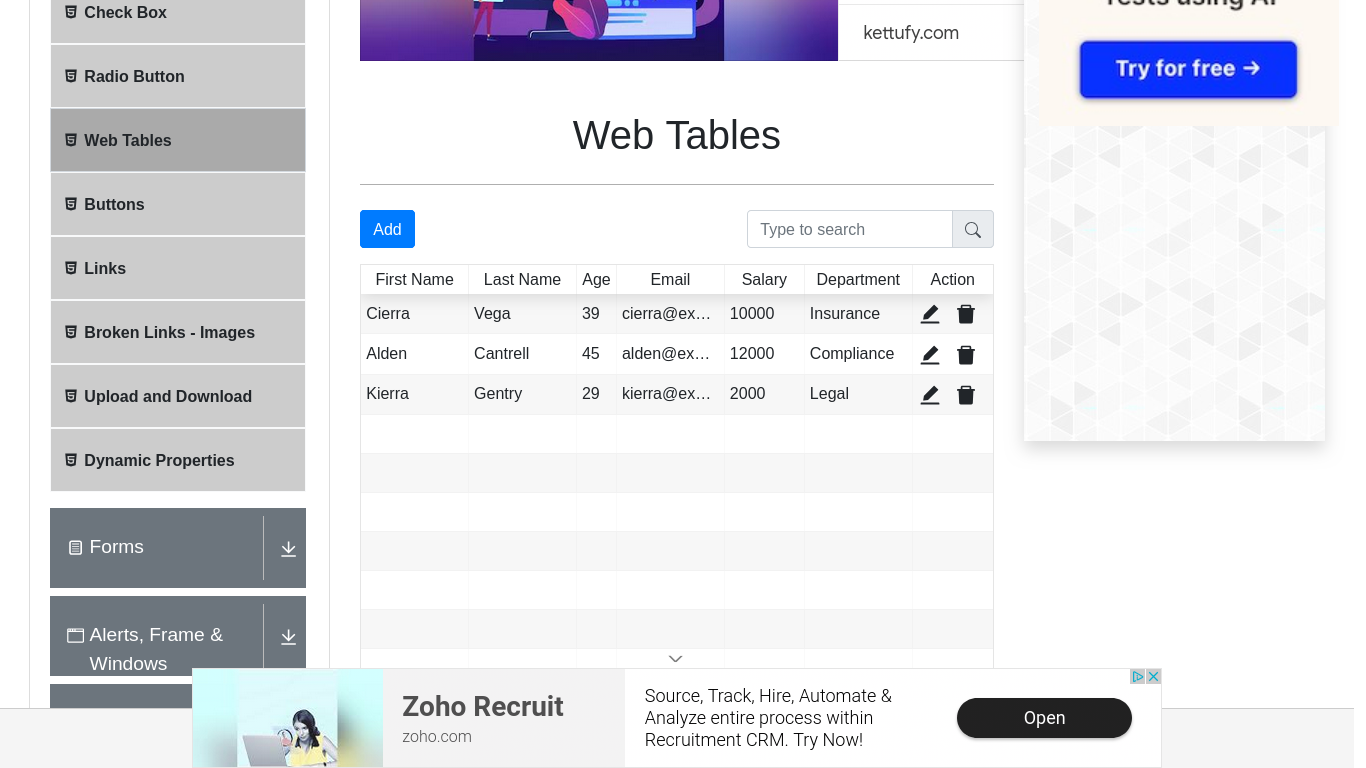 Check Box
Radio Button
Web Tables
Buttons
Links
Broken Links - Images
Upload and Download
Dynamic Properties
Forms
Alerts, Frame &
Windows
kettufy.com
Try for free →
Web Tables
Add
Type to search
First Name Last Name Age Email Salary Department Action
Cierra Vega 39 cierra@ex… 10000 Insurance
Alden Cantrell 45 alden@ex… 12000 Compliance
Kierra Gentry 29 kierra@ex… 2000 Legal
Zoho Recruit
zoho.com
Source, Track, Hire, Automate &
Analyze entire process within
Recruitment CRM. Try Now!
Open